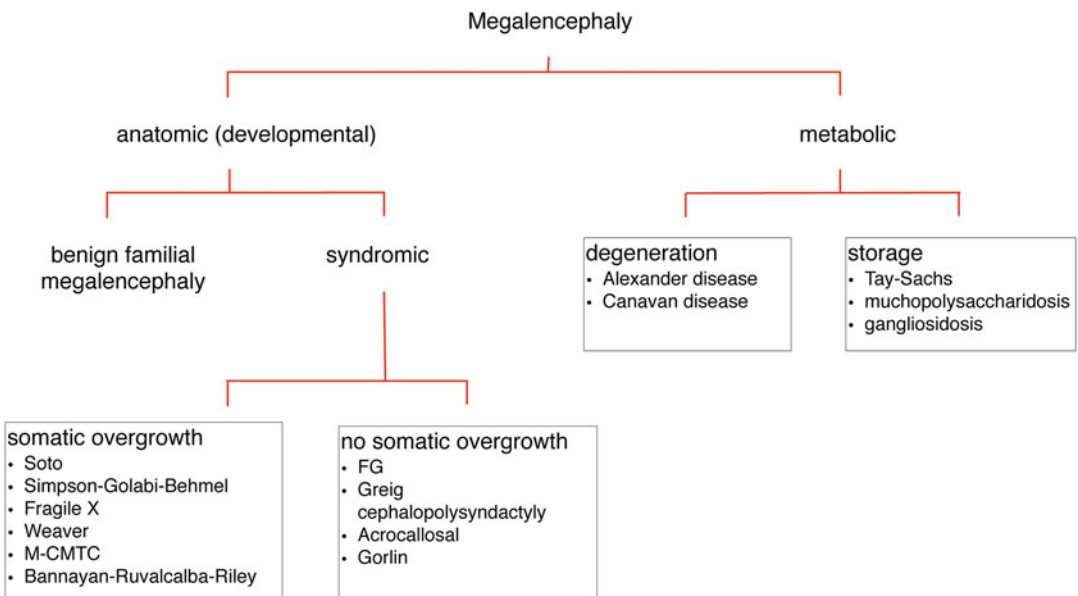 Megalencephaly
anatomic (developmental)
metabolic
benign familial
megalencephaly
syndromic
degeneration
• Alexander disease
• Canavan disease
storage
• Tay-Sachs
• muchopolysaccharidosis
• gangliosidosis
somatic overgrowth
• Soto
• Simpson-Golabi-Behmel
• Fragile X
• Weaver
• M-CMTC
• Bannayan-Ruvalcalba-Riley
no somatic overgrowth
• FG
• Greig
cephalopolysyndactyly
• Acrocallosal
• Gorlin